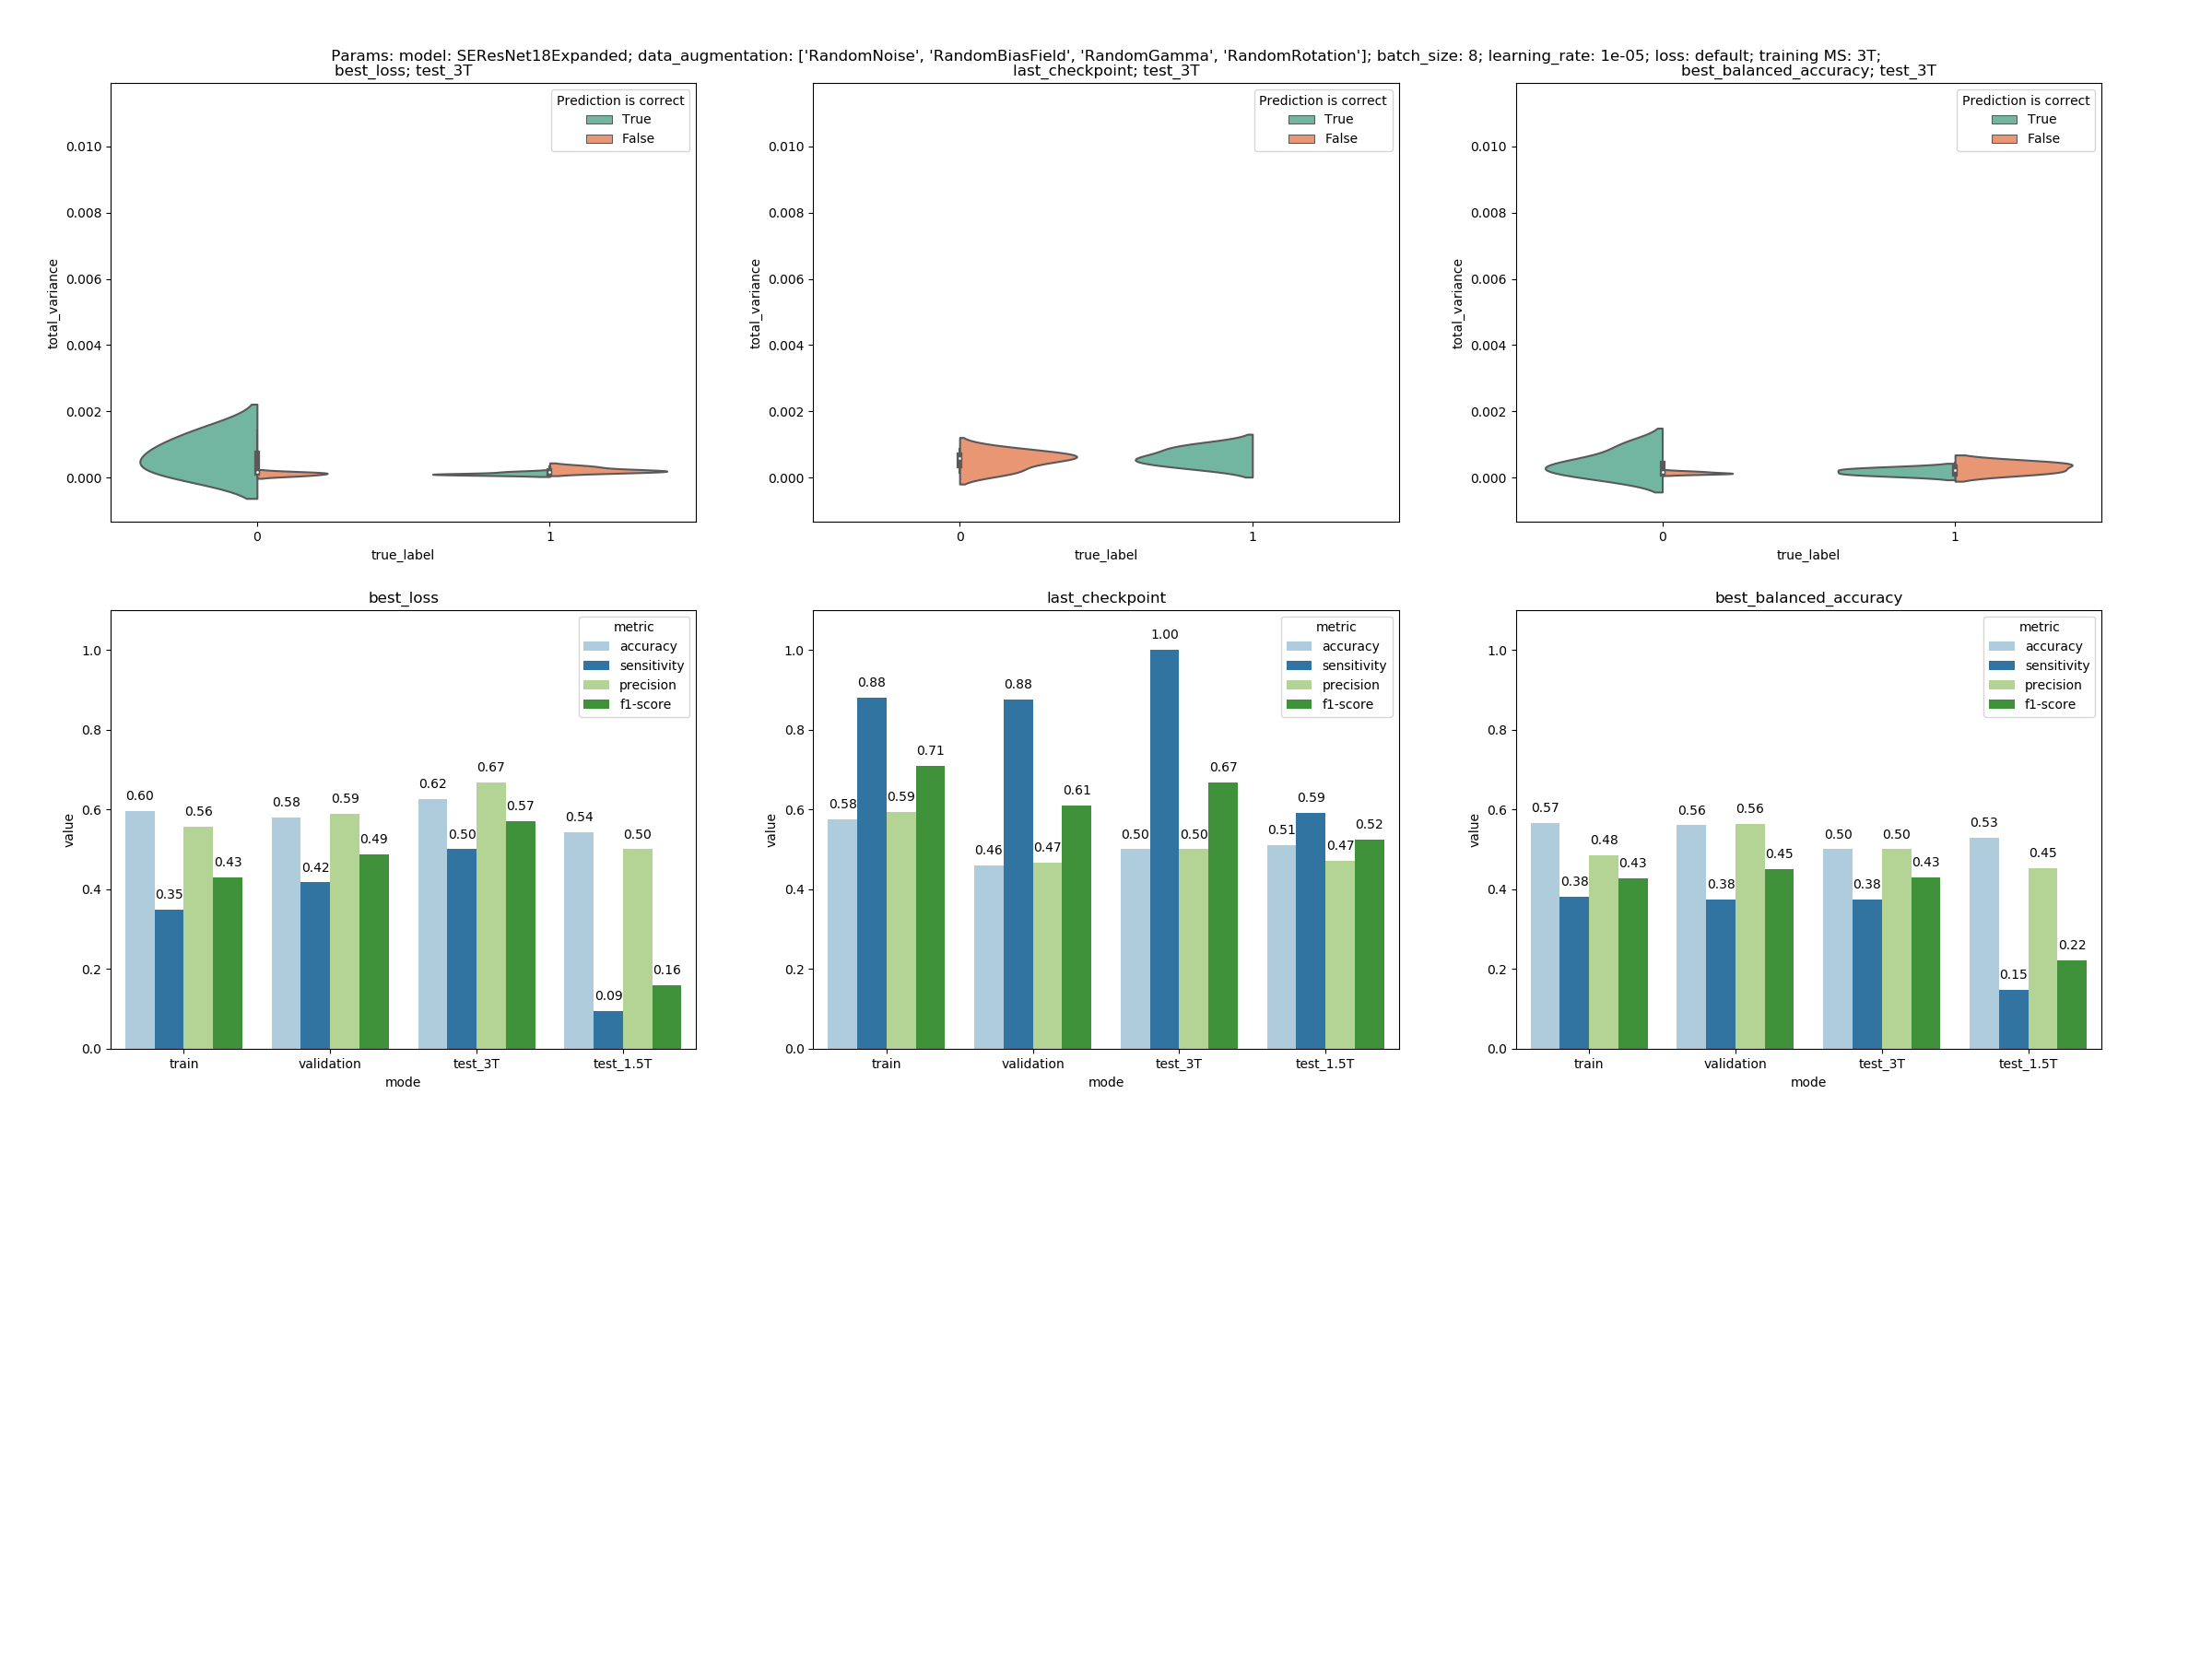 Params: model: SEResNet18Expanded; data_augmentation: ['RandomNoise', 'RandomBiasField', 'RandomGamma', 'RandomRotation']; batch_size: 8; learning_rate: 1e-05; loss: default; training MS: 3T;
best_loss; test_3T
Prediction is correct
True
False
0.010
0.008
0.006
0.004
0.002
0.000
total_variance
0
1
true_label
last_checkpoint; test_3T
Prediction is correct
True
False
0.010
0.008
0.006
0.004
0.002
0.000
total_variance
0
1
true_label
best_balanced_accuracy; test_3T
Prediction is correct
True
False
0.010
0.008
0.006
0.004
0.002
0.000
total_variance
0
1
true_label
best_loss
metric
accuracy
sensitivity
precision
f1-score
1.0
0.8
0.6
0.4
0.2
0.0
value
0.60
0.35
0.56
0.43
0.58
0.42
0.59
0.49
0.62
0.50
0.67
0.57
0.54
0.09
0.50
0.16
train
validation
test_3T
test_1.5T
mode
last_checkpoint
metric
accuracy
sensitivity
precision
f1-score
1.0
0.8
0.6
0.4
0.2
0.0
value
0.58
0.88
0.59
0.71
0.46
0.88
0.47
0.61
0.50
1.00
0.50
0.67
0.51
0.59
0.47
0.52
train
validation
test_3T
test_1.5T
mode
best_balanced_accuracy
metric
accuracy
sensitivity
precision
f1-score
1.0
0.8
0.6
0.4
0.2
0.0
value
0.57
0.38
0.48
0.43
0.56
0.38
0.56
0.45
0.50
0.38
0.50
0.43
0.53
0.15
0.45
0.22
train
validation
test_3T
test_1.5T
mode